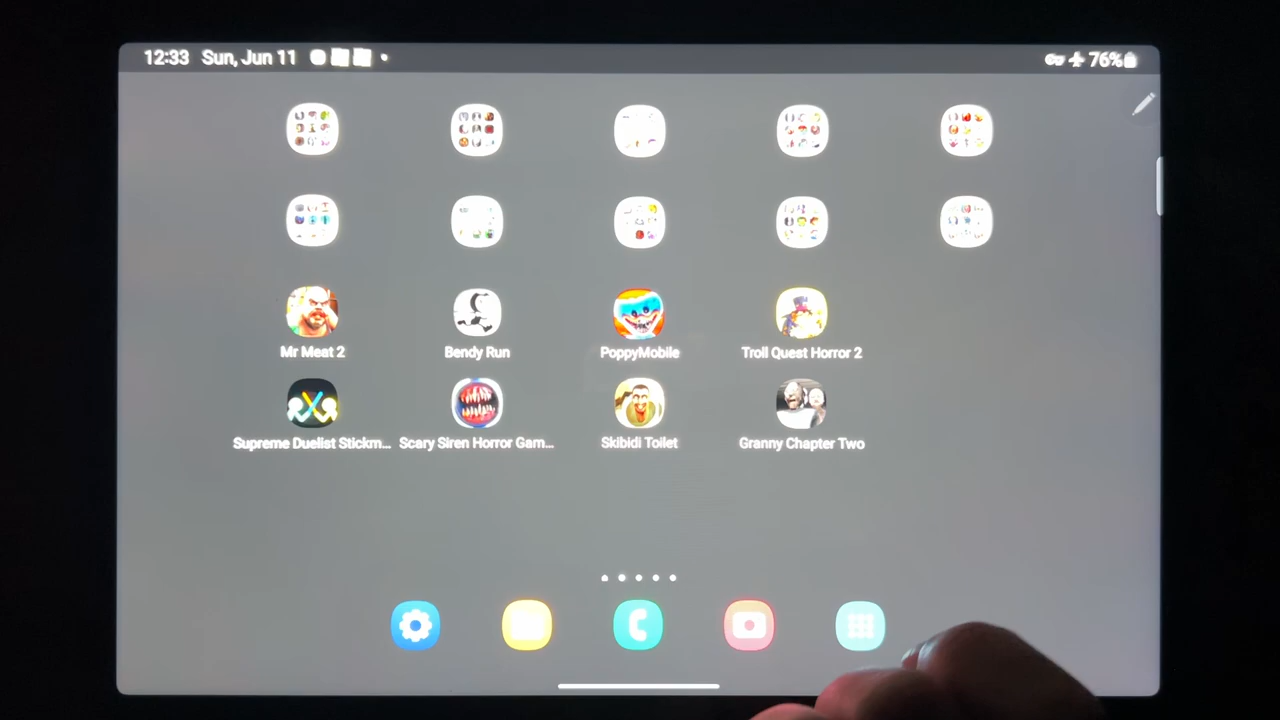 12:33 Sun, Jun 11 76%
Mr Meat 2 Bendy Run PoppyMobile Troll Quest Horror 2
Supreme Duelist Stickm... Scary Siren Horror Gam... Skibidi Toilet Granny Chapter Two